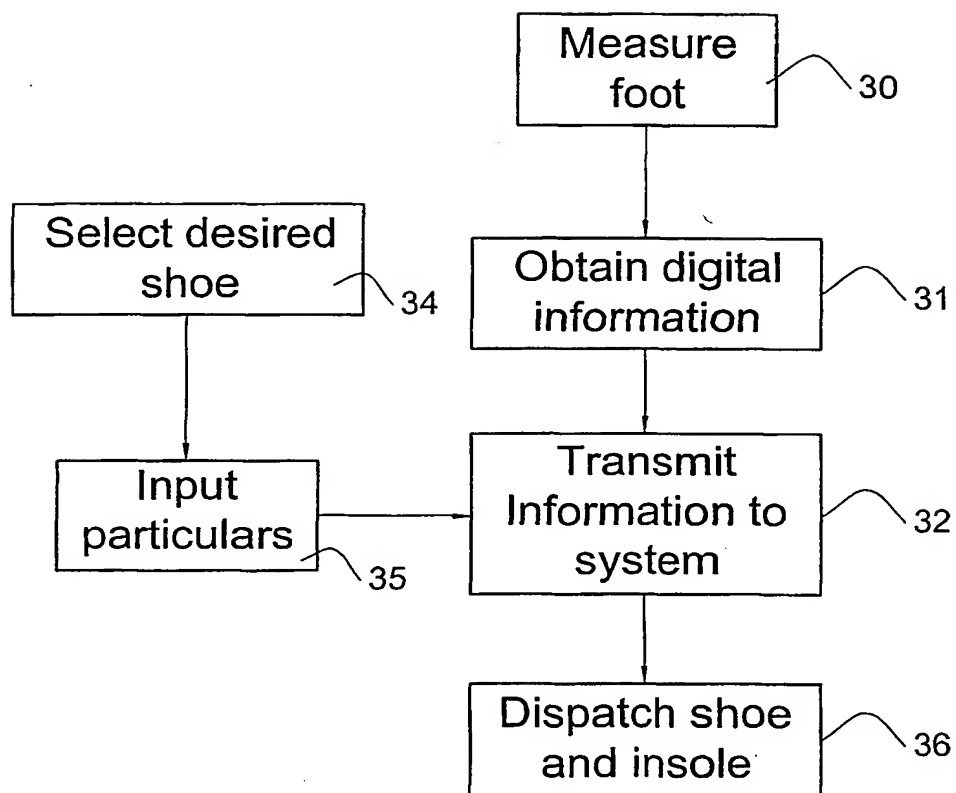 Measure
foot
30
Select desired
shoe
34
Obtain digital
information
31
Input
particulars
35
Transmit
Information to
system
32
Dispatch shoe
and insole
36